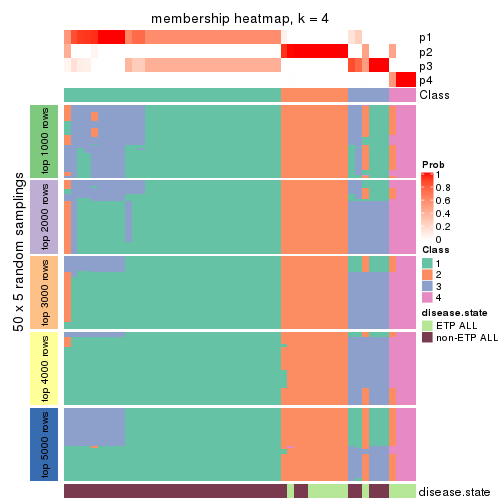 membership heatmap, k = 4
p1
p2
p3
p4
Class
50 x 5 random samplings
top 1000 rows
top 2000 rows
top 3000 rows
top 4000 rows
top 5000 rows
Prob
1
0.8
0.6
0.4
0.2
0
Class
1
2
3
4
disease.state
ETP ALL
non-ETP ALL
disease.state